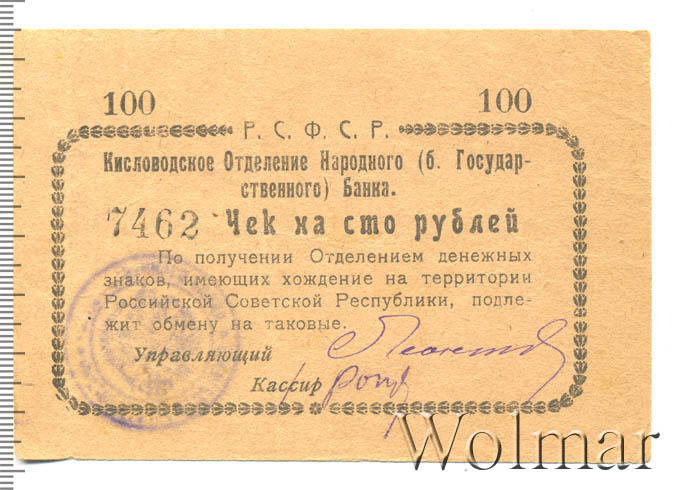 100 100
Р. С. Ф. С. Р.
Кисловодское Отделение Народного (б. Государ-
ственного) Банка.
7462 Чек на сто рублей
По получении Отделением денежных
знаков, имеющих хождение на территории
Российской Советской Республики, подле-
жит обмену на таковые.
Управляющий
Кассир
Wolmar